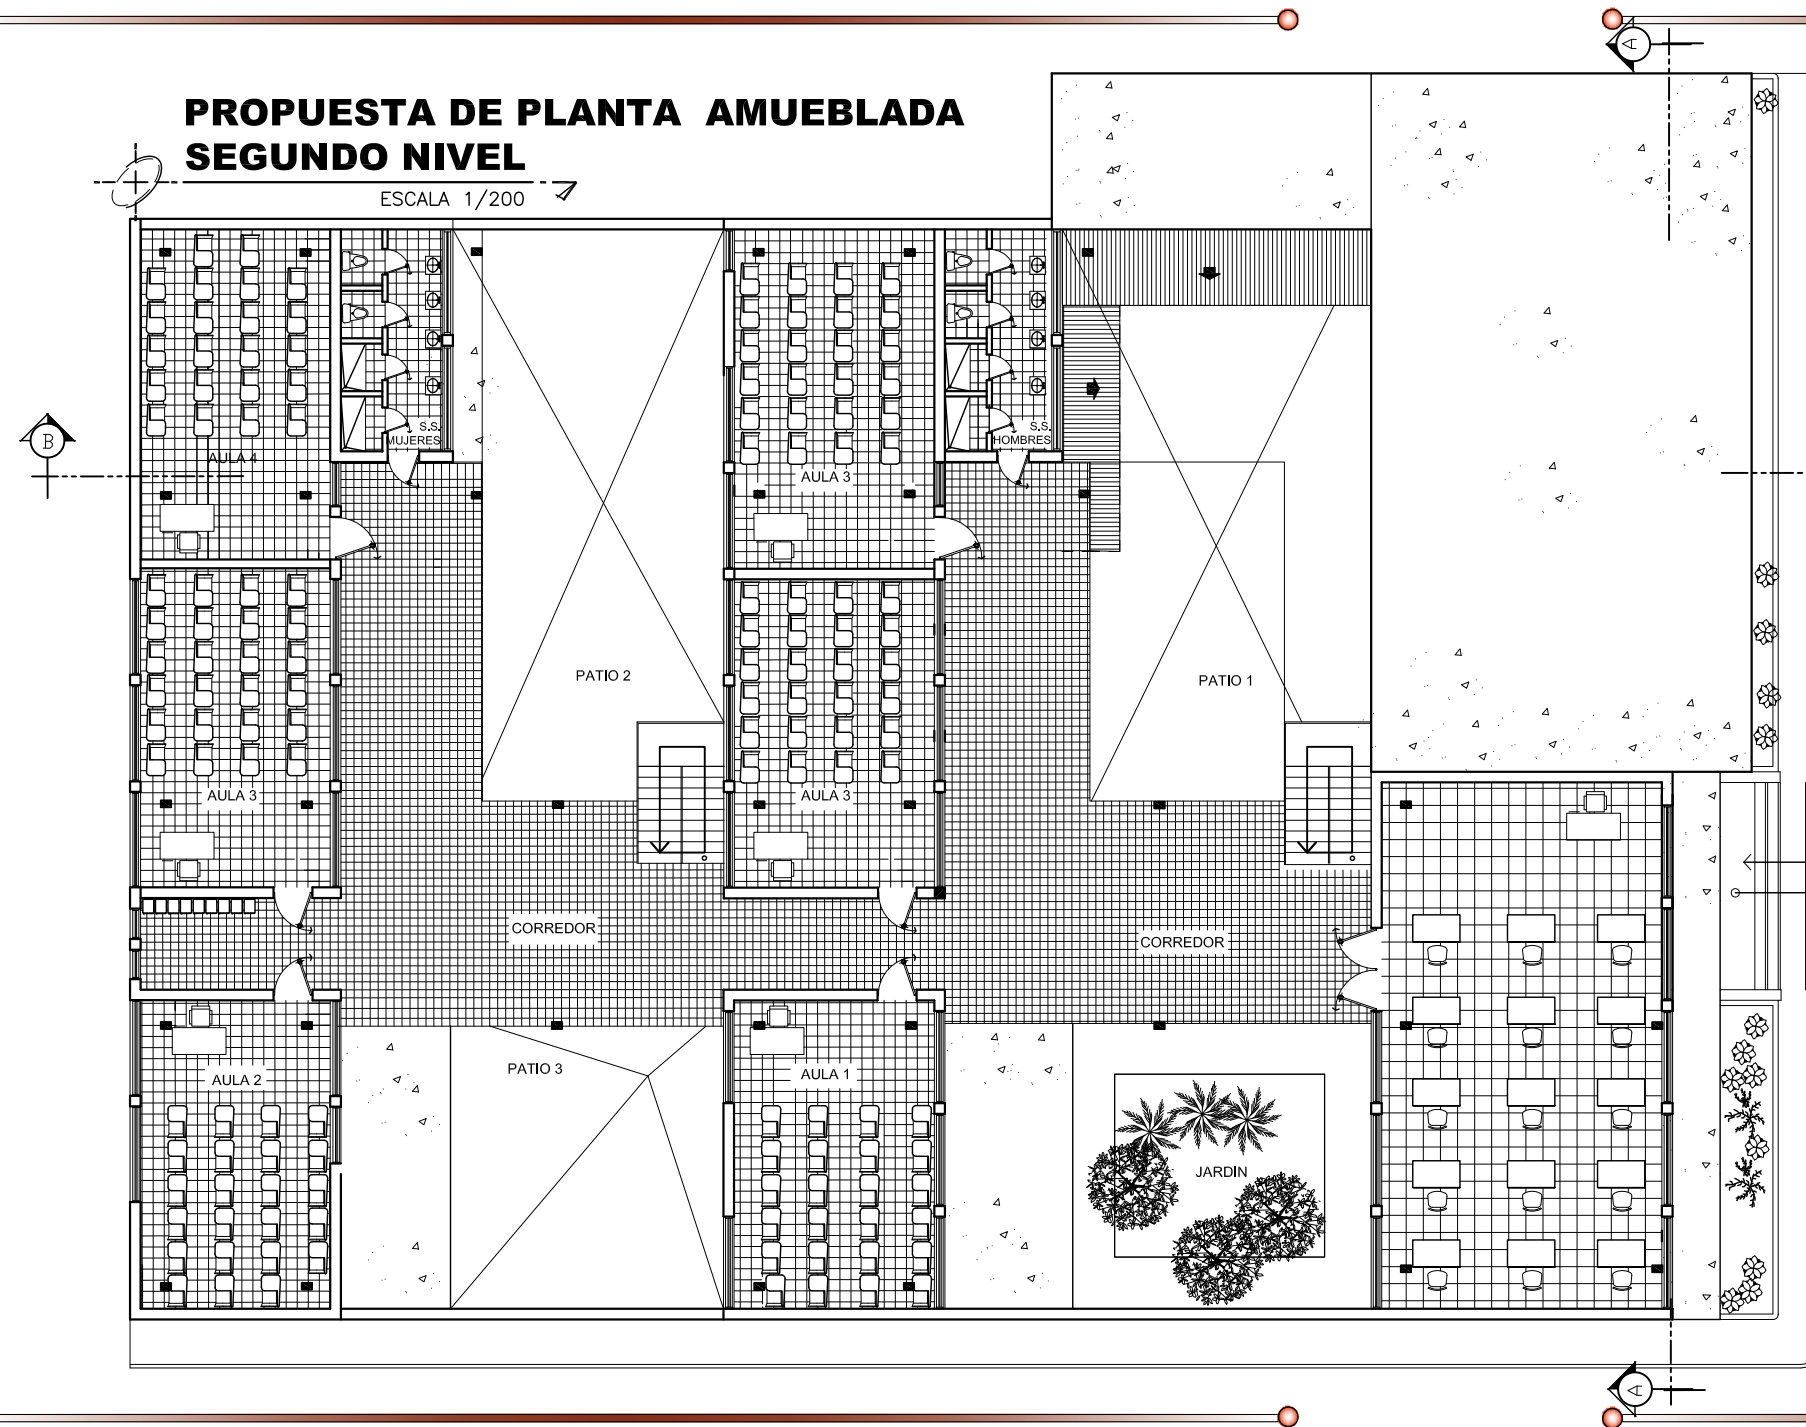 A
PROPUESTA DE PLANTA AMUEBLADA
SEGUNDO NIVEL
ESCALA 1/200
B
S.S.
MUJERES
S.S.
HOMBRES
AULA 4
AULA 3
PATIO 2
PATIO 1
AULA 3
AULA 3
CORREDOR
CORREDOR
PATIO 3
AULA 2
AULA 1
JARDIN
A